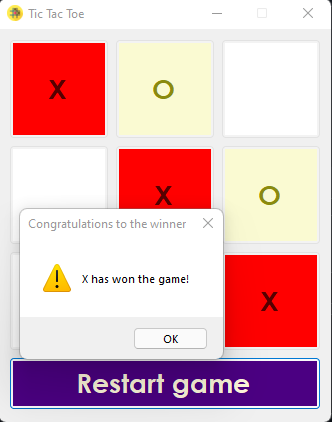 Tic Tac Toe
X O
X O
Congratulations to the winner
X has won the game!
OK
X
Restart game